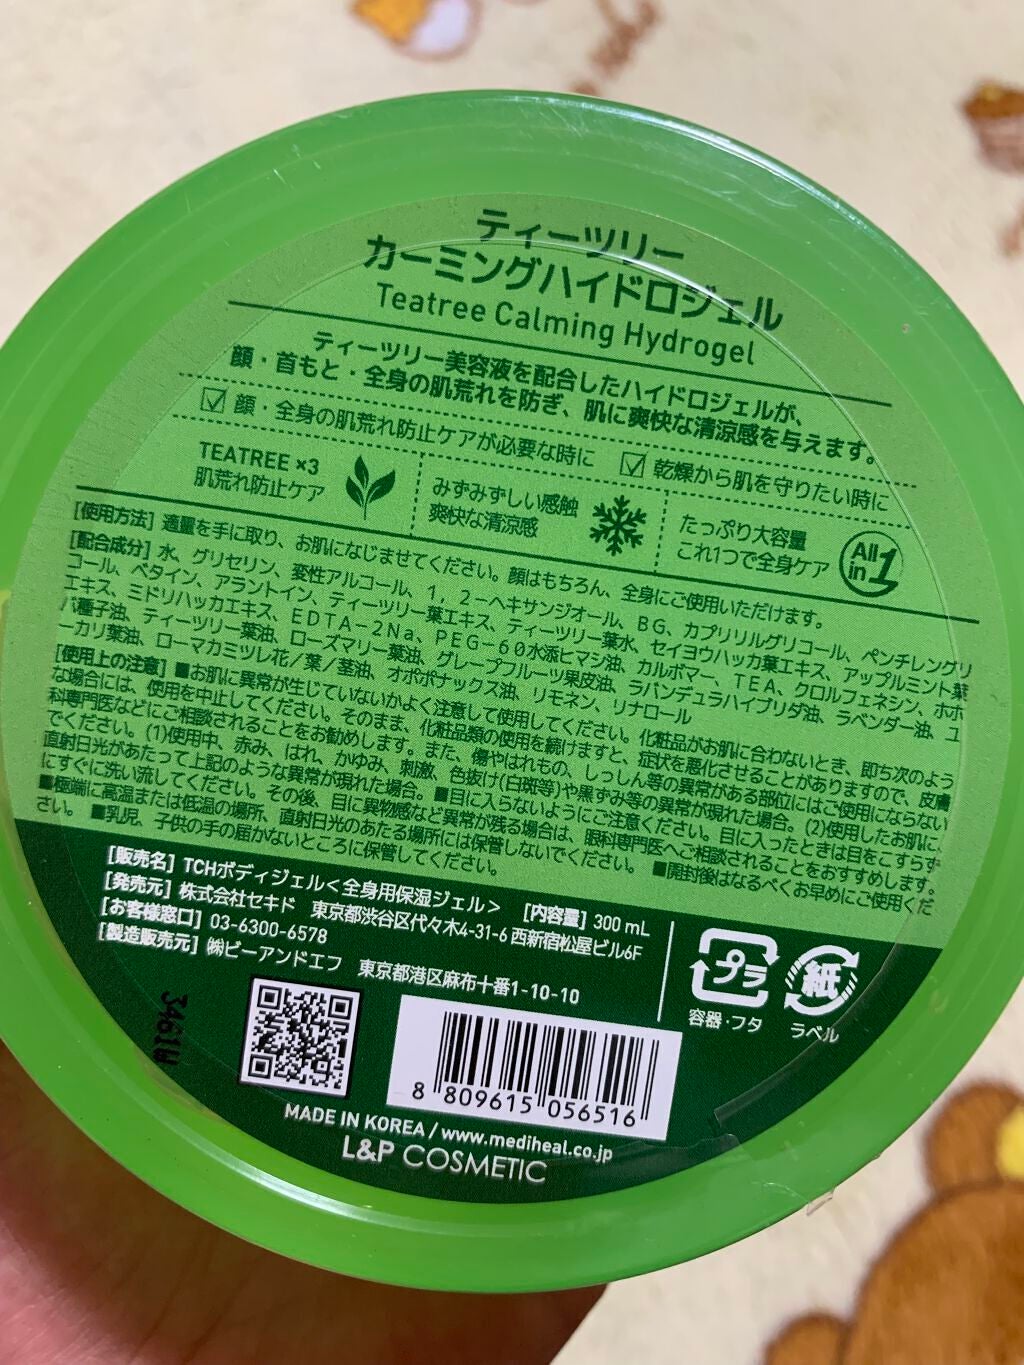 ティーツリー
カーミングハイドロジェル
Teatree Calming Hydrogel
ティーツリー美容液を配合したハイドロジェルが、
顔・首もと・全身の肌荒れを防ぎ、肌に爽快な清涼感を与えます。
顔・全身の肌荒れ防止ケアが必要な時に 乾燥から肌を守りたい時に
TEATREE ×3
肌荒れ防止ケア
みずみずしい感触
爽快な清涼感
たっぷり大容量
これ1つで全身ケア
All in 1
[使用方法] 適量を手に取り、お肌になじませてください。顔はもちろん、全身にご使用いただけます。
[配合成分] 水、グリセリン、変性アルコール、1，2-ヘキサンジオール、BG、カプリリルグリコール、ペンチレングリ
コール、ベタイン、アラントイン、ティーツリー葉エキス、ティーツリー葉水、セイヨウハッカ葉エキス、アップルミント葉
エキス、ミドリハッカエキス、EDTA-2Na、PEG-60水添ヒマシ油、カルボマー、TEA、クロルフェネシン、ホホ
バ種子油、ティーツリー葉油、ローズマリー葉油、グレープフルーツ果皮油、ラバンデュラハイブリダ油、ラベンダー油、ユ
ーカリ葉油、ローマカミツレ花／葉／茎油、オポポナックス油、リモネン、リナロール
[使用上の注意] ■お肌に異常が生じていないかよく注意して使用してください。化粧品がお肌に合わないとき、即ち次のよう
な場合には、使用を中止してください。そのまま、化粧品類の使用を続けますと、症状を悪化させることがありますので、皮膚
科専門医などにご相談されることをお勧めします。また、傷やはれもの、しっしん等の異常がある部位にはご使用にならない
でください。(1)使用中、赤み、はれ、かゆみ、刺激、色抜け(白斑等)や黒ずみ等の異常が現れた場合。(2)使用したお肌に、
直射日光があたって上記のような異常が現れた場合。■目に入らないようにご注意ください。目に入ったときは目をこすらず
にすぐに洗い流してください。その後、目に異物感など異常が残る場合は、眼科専門医へご相談されることをおすすめします。
■極端に高温または低温の場所、直射日光のあたる場所には保管しないでください。 ■開封後はなるべくお早めにご使用くだ
さい。 ■乳児、子供の手の届かないところに保管してください。
[販売名] TCHボディジェル＜全身用保湿ジェル＞ [内容量] 300 mL
[発売元] 株式会社セキド 東京都渋谷区代々木4-31-6 西新宿松屋ビル6F
[お客様窓口] 03-6300-6578
[製造販売元] ㈱ビーアンドエフ 東京都港区麻布十番1-10-10
プラ
容器・フタ
紙
ラベル
3461W
8 809615 056516
MADE IN KOREA / www.mediheal.co.jp
L&P COSMETIC